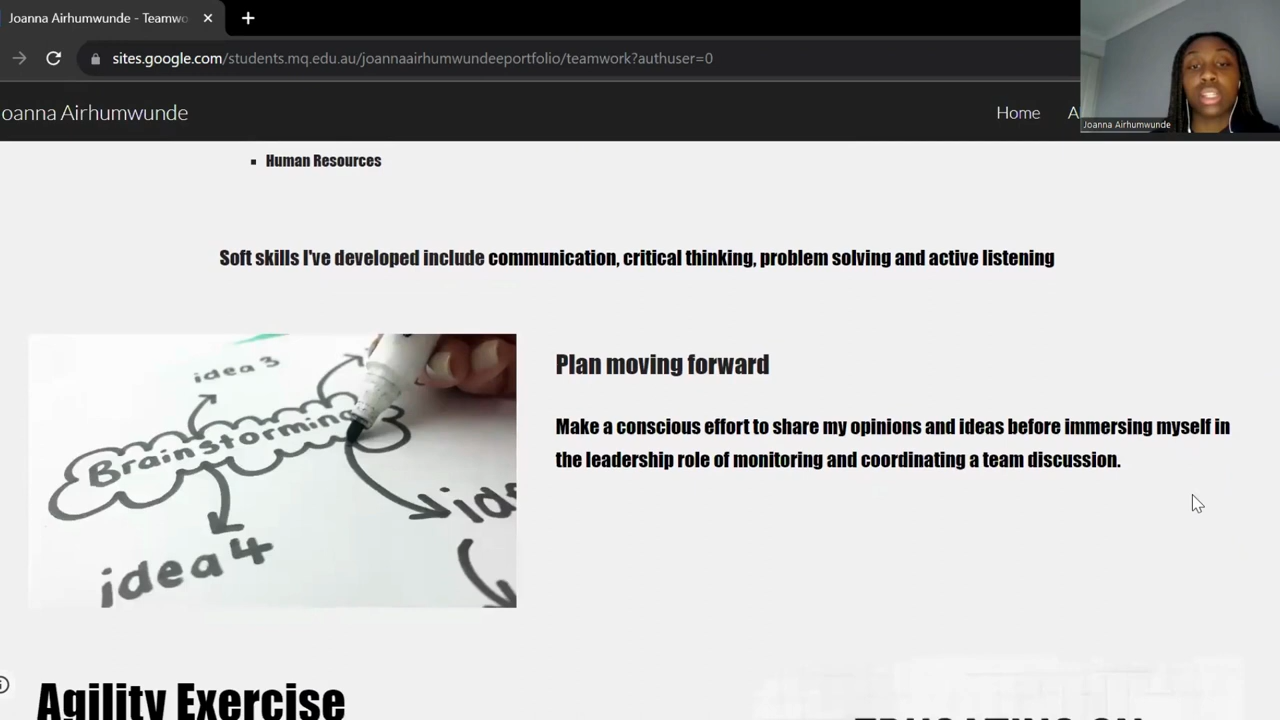 Joanna Airhumwunde - Teamwo
sites.google.com/students.mq.edu.au/joannaairhumwundeeportfolio/teamwork?authuser=0
oanna Airhumwunde
Home
Joanna Airhumwunde
Human Resources
Soft skills I've developed include communication, critical thinking, problem solving and active listening
idea 3
Brainstorming
idea 4
Plan moving forward
Make a conscious effort to share my opinions and ideas before immersing myself in
the leadership role of monitoring and coordinating a team discussion.
Agility Exercise